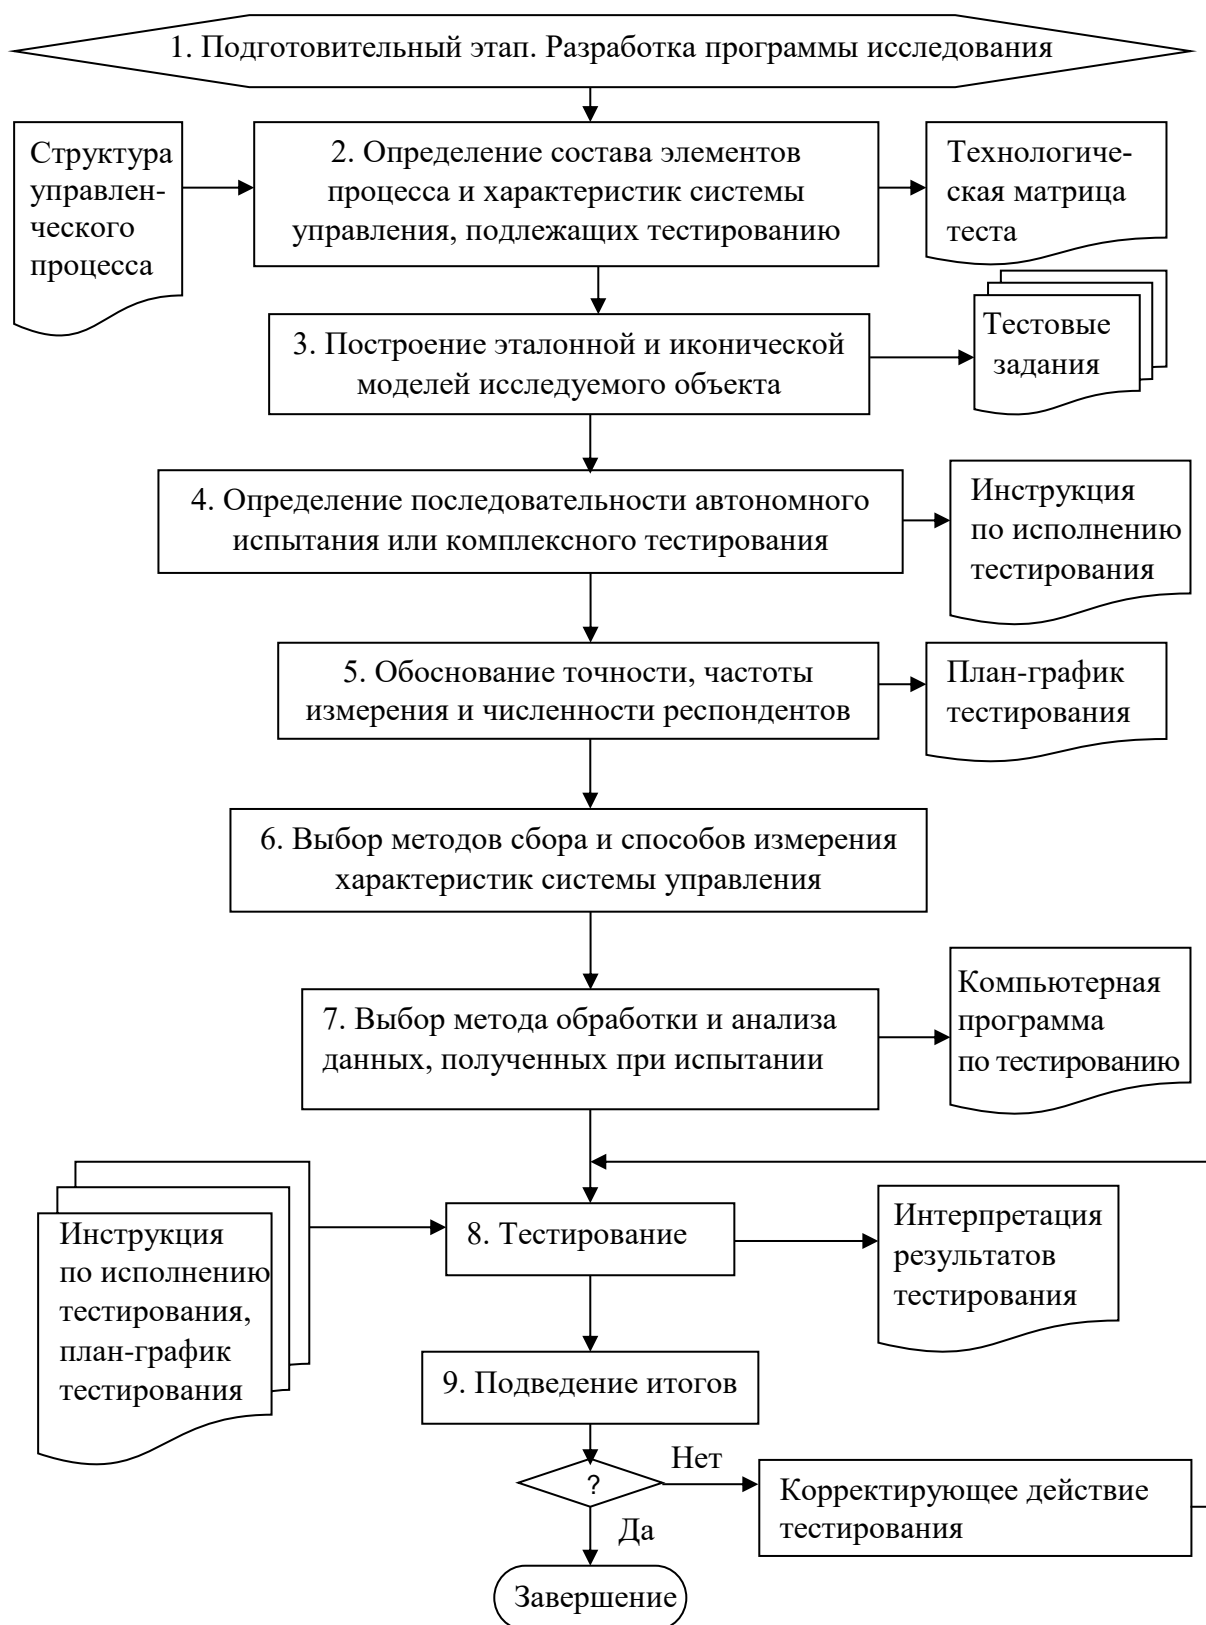 1. Подготовительный этап. Разработка программы исследования
Структура
управлен-
ческого
процесса
2. Определение состава элементов
процесса и характеристик системы
управления, подлежащих тестированию
Технологиче-
ская матрица
теста
3. Построение эталонной и иконической
моделей исследуемого объекта
Тестовые
задания
4. Определение последовательности автономного
испытания или комплексного тестирования
Инструкция
по исполнению
тестирования
5. Обоснование точности, частоты
измерения и численности респондентов
План-график
тестирования
6. Выбор методов сбора и способов измерения
характеристик системы управления
7. Выбор метода обработки и анализа
данных, полученных при испытании
Компьютерная
программа
по тестированию
Инструкция
по исполнению
тестирования,
план-график
тестирования
8. Тестирование
Интерпретация
результатов
тестирования
9. Подведение итогов
?
Нет
Корректирующее действие
тестирования
Да
Завершение